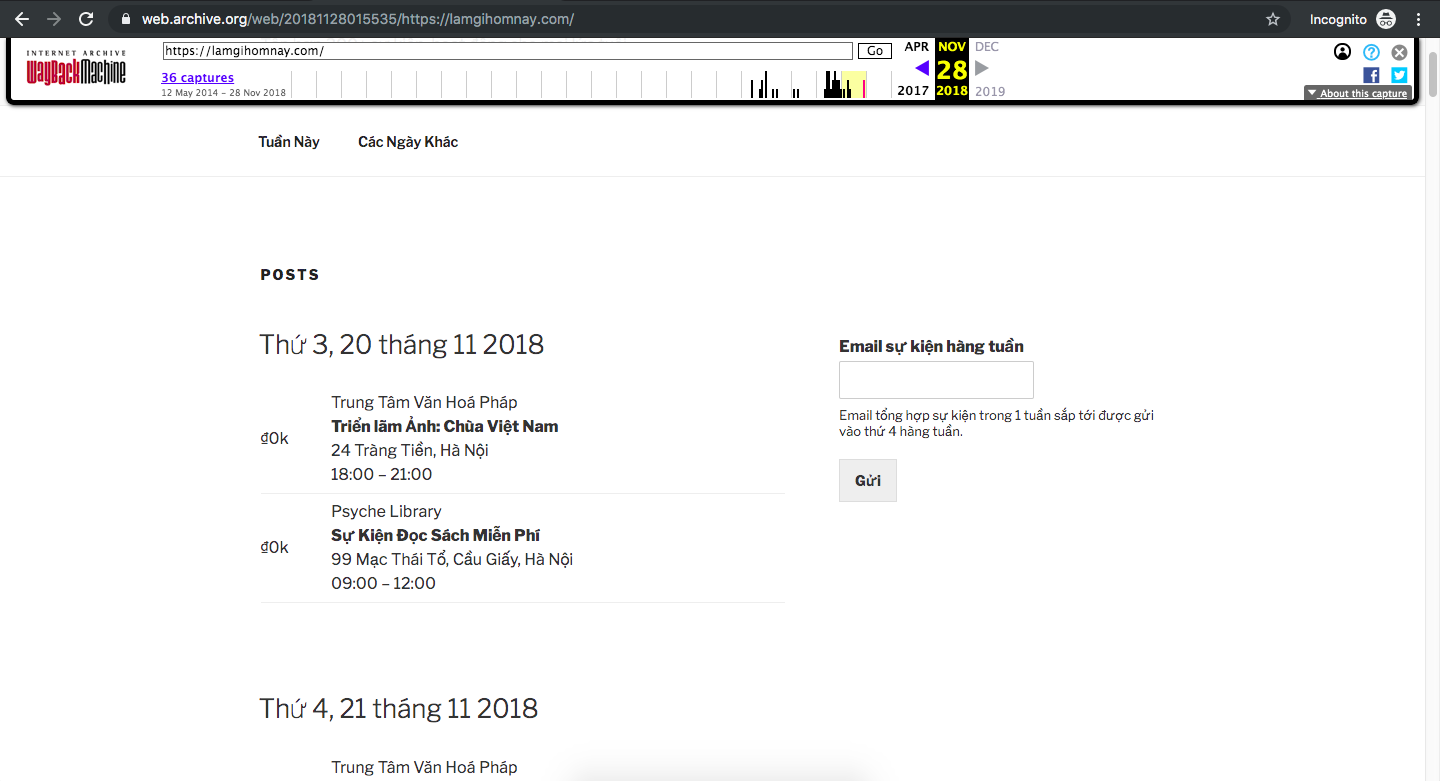 web.archive.org/web/20181128015535/https://lamgihomnay.com/
Incognito
INTERNET ARCHIVE
WayBackMachine
https://lamgihomnay.com/
Go
36 captures
12 May 2014 – 28 Nov 2018
APR
NOV
DEC
28
2017
2018
2019
About this capture
Tuần Này
Các Ngày Khác
POSTS
Thứ 3, 20 tháng 11 2018
₫0k
Trung Tâm Văn Hoá Pháp
Triển lãm Ảnh: Chùa Việt Nam
24 Tràng Tiền, Hà Nội
18:00 – 21:00
₫0k
Psyche Library
Sự Kiện Đọc Sách Miễn Phí
99 Mạc Thái Tổ, Cầu Giấy, Hà Nội
09:00 – 12:00
Email sự kiện hàng tuần
Email tổng hợp sự kiện trong 1 tuần sắp tới được gửi
vào thứ 4 hàng tuần.
Gửi
Thứ 4, 21 tháng 11 2018
Trung Tâm Văn Hoá Pháp